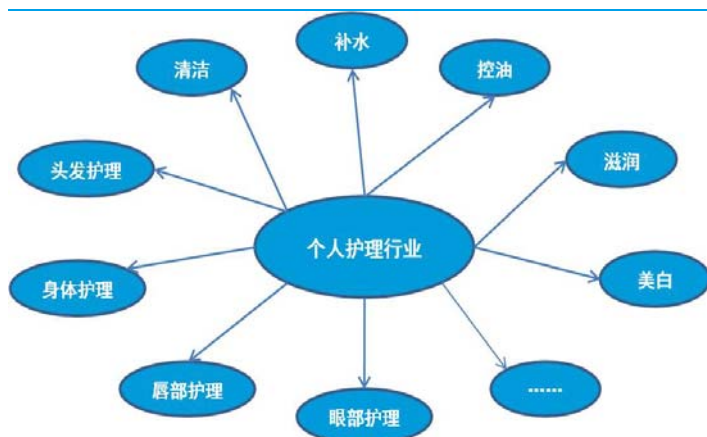 补水
清洁
控油
头发护理
滋润
个人护理行业
身体护理
美白
唇部护理
眼部护理
......